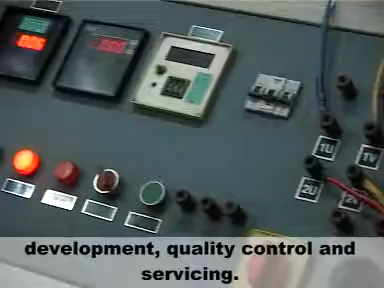 1U
1V
2U
development, quality control and
servicing.